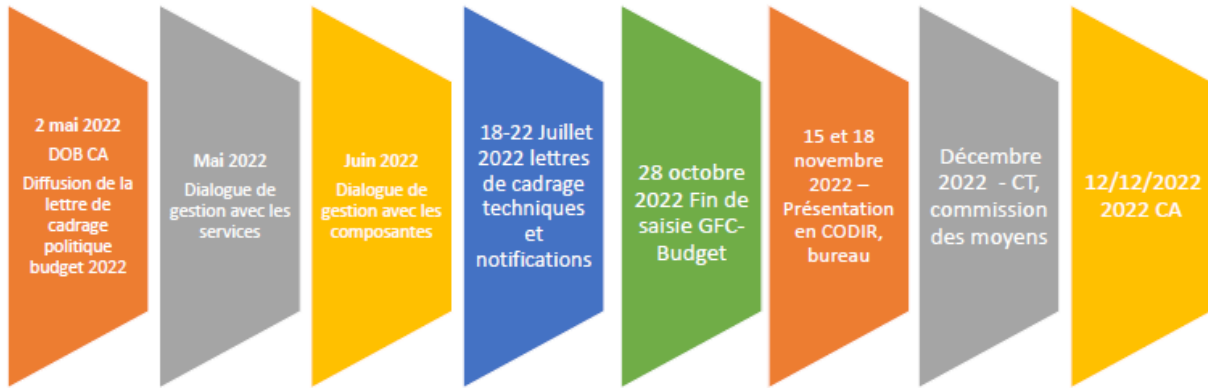 2 mai 2022
DOB CA
Diffusion de la
lettre de
cadrage
politique
budget 2022
Mai 2022
Dialogue de
gestion avec les
services
Juin 2022
Dialogue de
gestion avec les
composantes
18-22 Juillet
2022 lettres
de cadrage
techniques
et
notifications
28 octobre
2022 Fin de
saisie GFC-
Budget
15 et 18
novembre
2022 –
Présentation
en CODIR,
bureau
Décembre
2022 - CT,
commission
des moyens
12/12/2022
2022 CA